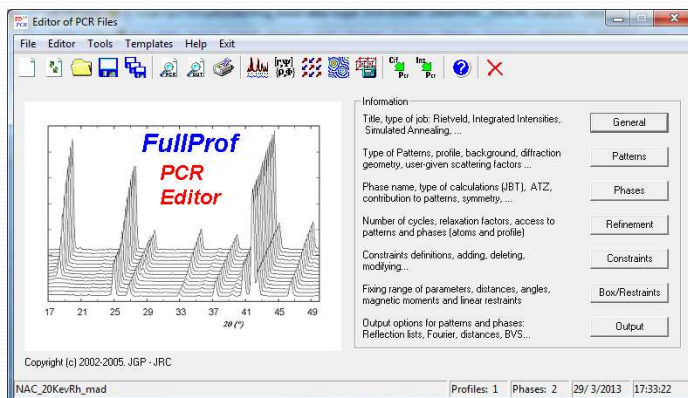 Editor of PCR Files
File Editor Tools Templates Help Exit
FullProf
PCR
Editor
17 21 25 29 33 37 41 45 49
2θ (°)
Copyright (c) 2002-2005. JGP - JRC
Information
Title, type of job: Rietveld, Integrated Intensities,
Simulated Annealing, ...
General
Type of Patterns, profile, background, diffraction
geometry, user-given scattering factors ...
Patterns
Phase name, type of calculations (JBT), ATZ,
contribution to patterns, symmetry, ...
Phases
Number of cycles, relaxation factors, access to
patterns and phases (atoms and profile)
Refinement
Constraints definitions, adding, deleting,
modifying...
Constraints
Fixing range of parameters, distances, angles,
magnetic moments and linear restraints
Box/Restraints
Output options for patterns and phases:
Reflection lists, Fourier, distances, BVS...
Output
NAC_20KevRh_mad Profiles: 1 Phases: 2 29/ 3/2013 17:33:22